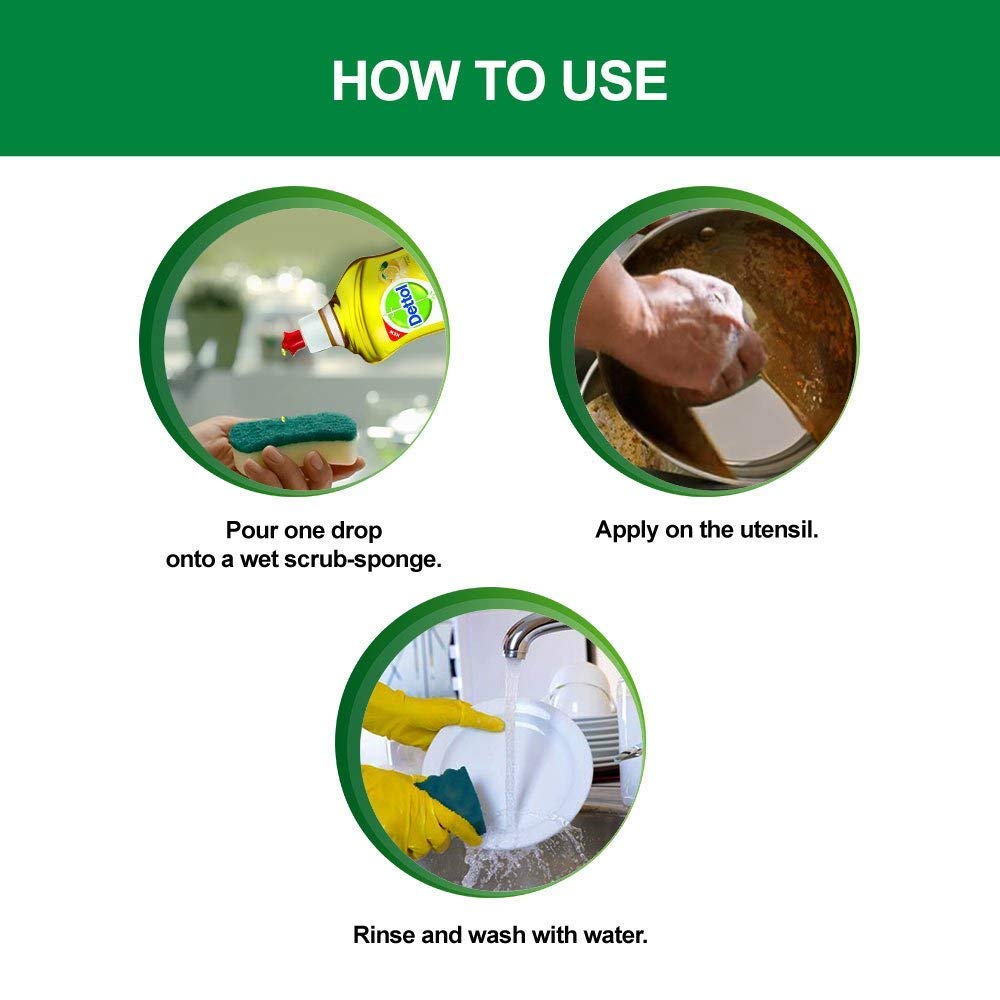 HOW TO USE
Dettol
NEW
Pour one drop
onto a wet scrub-sponge.
Apply on the utensil.
Rinse and wash with water.